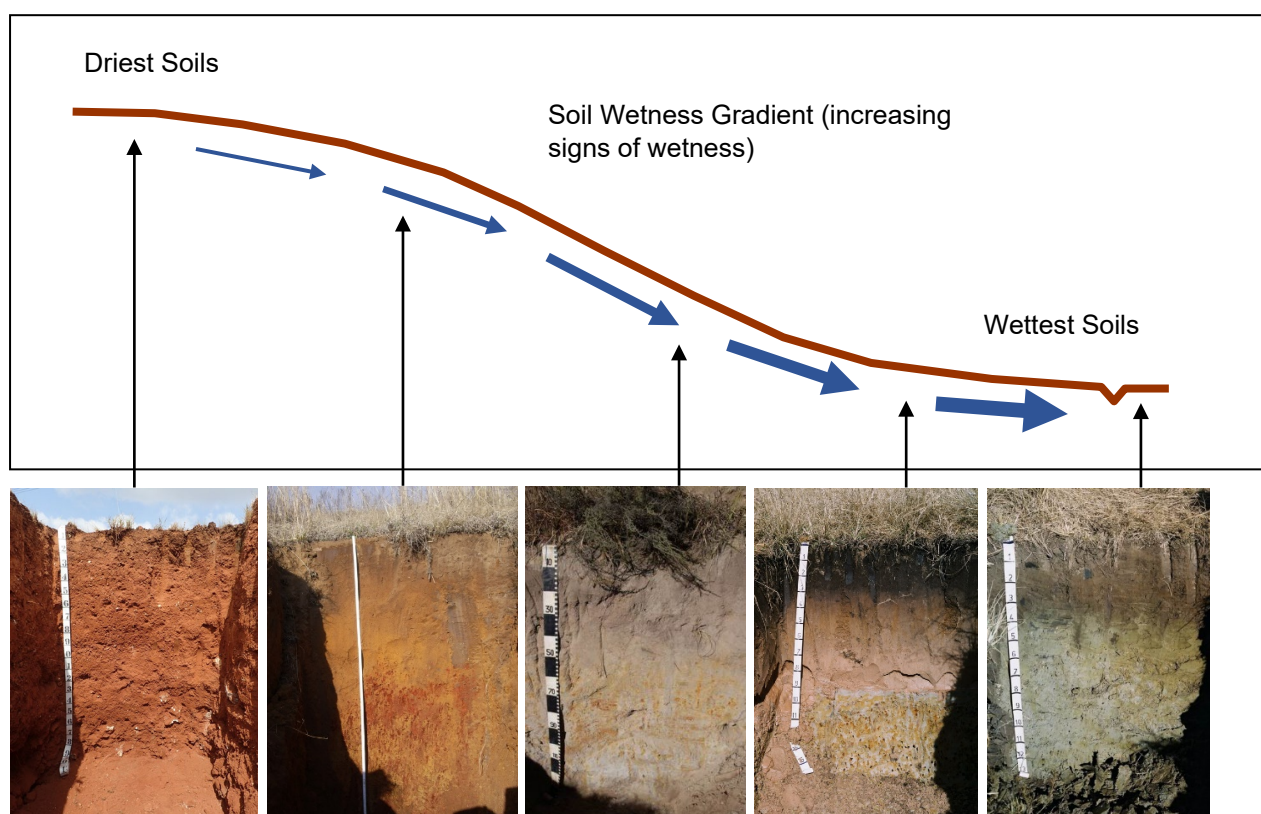 Driest Soils
Soil Wetness Gradient (increasing
signs of wetness)
Wettest Soils